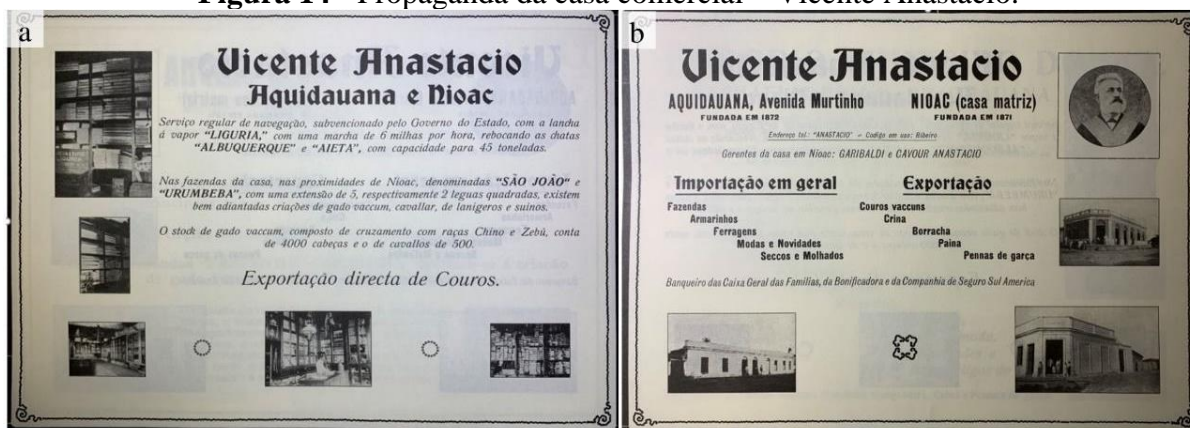 Figura 14 - Propaganda da casa comercial – Vicente Anastácio.
a
Vicente Anastacio
Aquidauana e Nioac
Serviço regular de navegação, subvencionado pelo Governo do Estado, com a lancha
á vapor "LIGURIA," com uma marcha de 6 milhas por hora, rebocando as chatas
"ALBUQUERQUE" e "AIETA", com capacidade para 45 toneladas.
Nas fazendas da casa, nas proximidades de Nioac, denominadas "SÃO JOÃO" e
"URUMBEBA", com uma extensão de 5, respectivamente 2 leguas quadradas, existem
bem adiantadas criações de gado vaccum, cavallar, de lanigeros e suinos.
O stock de gado vaccum, composto de cruzamento com raças Chino e Zebú, conta
de 4000 cabeças e o de cavallos de 500.
Exportação directa de Couros.
b
Vicente Anastacio
AQUIDAUANA, Avenida Murtinho
FUNDADA EM 1872
NIOAC (casa matriz)
FUNDADA EM 1871
Endereço tel.: "ANASTACIO" – Codigo em uso: Ribeiro
Gerentes da casa em Nioac: GARIBALDI e CAVOUR ANASTACIO
Importação em geral
Fazendas
Armarinhos
Ferragens
Modas e Novidades
Seccos e Molhados
Exportação
Couros vaccuns
Crina
Borracha
Paina
Pennas de garça
Banqueiro das Caixa Geral das Familias, da Bonificadora e da Companhia de Seguro Sul America